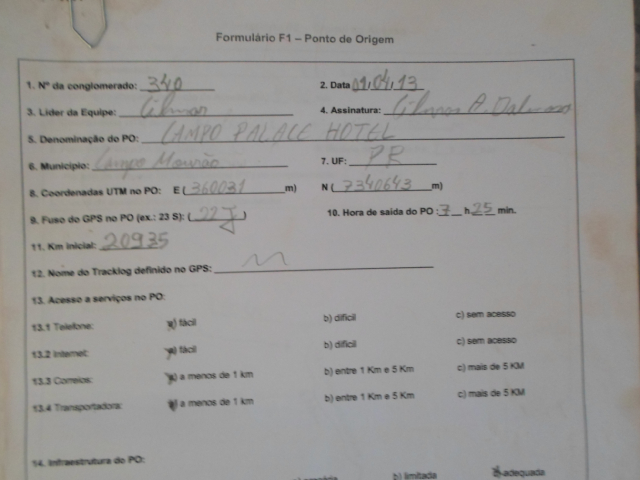 Formulário F1 – Ponto de Origem
1. Nº da conglomerado: 340 2. Data 09,04,13
3. Líder da Equipe: Gilmar 4. Assinatura: Gilmar A. Dalmaso
5. Denominação do PO: CAMPO PALACE HOTEL
6. Município: Campo Mourão 7. UF: PR
8. Coordenadas UTM no PO: E (360031 m) N (7340643 m)
9. Fuso do GPS no PO (ex.: 23 S): (22 J) 10. Hora de saída do PO: 7 h 25 min.
11. Km inicial: 20935
12. Nome do Tracklog definido no GPS:
13. Acesso a serviços no PO:
13.1 Telefone: a) fácil b) difícil c) sem acesso
13.2 Internet: a) fácil b) difícil c) sem acesso
13.3 Correios: a) a menos de 1 km b) entre 1 Km e 5 Km c) mais de 5 KM
13.4 Transportadora: a) a menos de 1 km b) entre 1 Km e 5 Km c) mais de 5 KM
14. Infraestrutura do PO:
b) limitada adequada